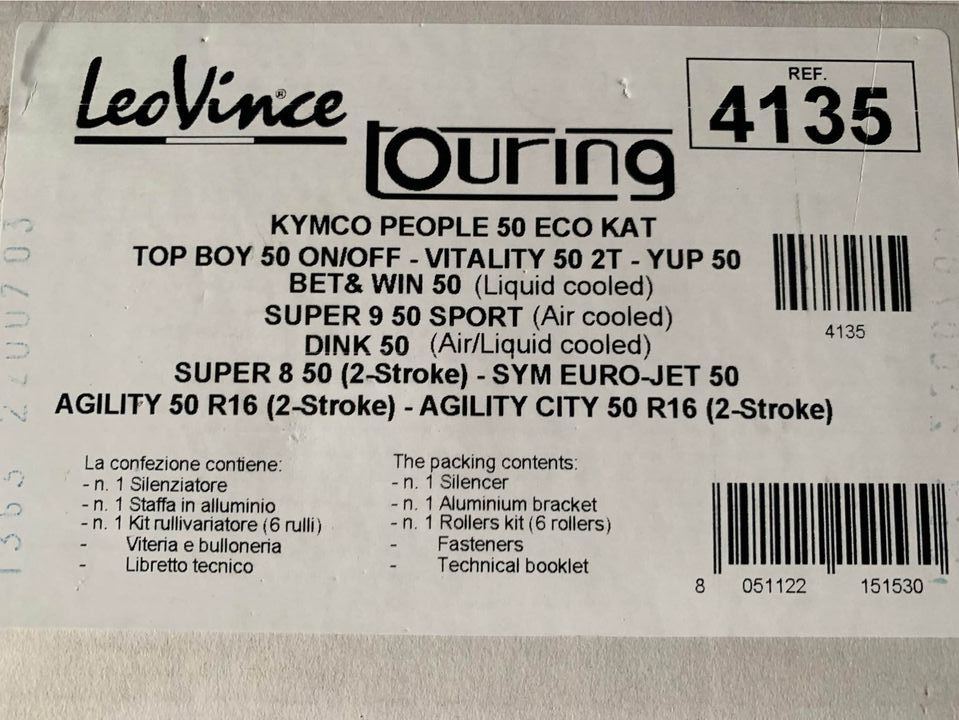 LeoVince®
touring
REF.
4135
KYMCO PEOPLE 50 ECO KAT
TOP BOY 50 ON/OFF - VITALITY 50 2T - YUP 50
BET& WIN 50 (Liquid cooled)
SUPER 9 50 SPORT (Air cooled)
DINK 50 (Air/Liquid cooled)
SUPER 8 50 (2-Stroke) - SYM EURO-JET 50
AGILITY 50 R16 (2-Stroke) - AGILITY CITY 50 R16 (2-Stroke)
4135
La confezione contiene:
- n. 1 Silenziatore
- n. 1 Staffa in alluminio
- n. 1 Kit rullivariatore (6 rulli)
- Viteria e bulloneria
- Libretto tecnico
The packing contents:
- n. 1 Silencer
- n. 1 Aluminium bracket
- n. 1 Rollers kit (6 rollers)
- Fasteners
- Technical booklet
8 051122 151530